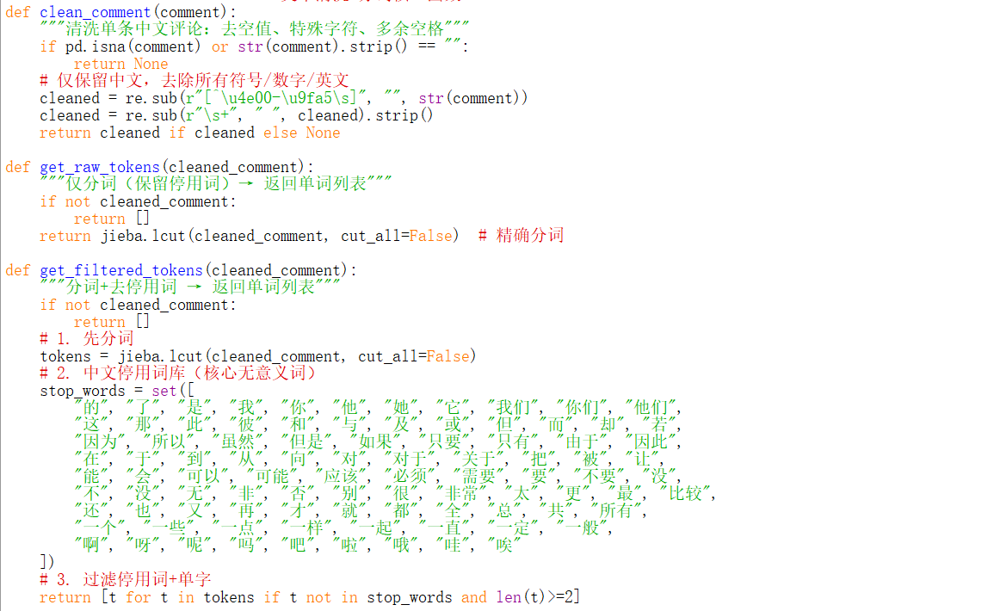 def clean_comment(comment):
    """清洗单条中文评论：去空值、特殊字符、多余空格"""
    if pd.isna(comment) or str(comment).strip() == "":
        return None
    # 仅保留中文，去除所有符号/数字/英文
    cleaned = re.sub(r"[^\u4e00-\u9fa5\s]", "", str(comment))
    cleaned = re.sub(r"\s+", " ", cleaned).strip()
    return cleaned if cleaned else None

def get_raw_tokens(cleaned_comment):
    """仅分词（保留停用词）→ 返回单词列表"""
    if not cleaned_comment:
        return []
    return jieba.lcut(cleaned_comment, cut_all=False)  # 精确分词

def get_filtered_tokens(cleaned_comment):
    """分词+去停用词 → 返回单词列表"""
    if not cleaned_comment:
        return []
    # 1. 先分词
    tokens = jieba.lcut(cleaned_comment, cut_all=False)
    # 2. 中文停用词库（核心无意义词）
    stop_words = set([
        "的", "了", "是", "我", "你", "他", "她", "它", "我们", "你们", "他们",
        "这", "那", "此", "彼", "和", "与", "及", "或", "但", "而", "却", "若",
        "因为", "所以", "虽然", "但是", "如果", "只要", "只有", "由于", "因此",
        "在", "于", "到", "从", "向", "对", "对于", "关于", "把", "被", "让",
        "能", "会", "可以", "可能", "应该", "必须", "需要", "要", "不要", "没",
        "不", "没", "无", "非", "否", "别", "很", "非常", "太", "更", "最", "比较",
        "还", "也", "又", "再", "才", "就", "都", "全", "总", "共", "所有",
        "一个", "一些", "一点", "一样", "一起", "一直", "一定", "一般",
        "啊", "呀", "呢", "吗", "吧", "啦", "哦", "哇", "唉"
    ])
    # 3. 过滤停用词+单字
    return [t for t in tokens if t not in stop_words and len(t)>=2]